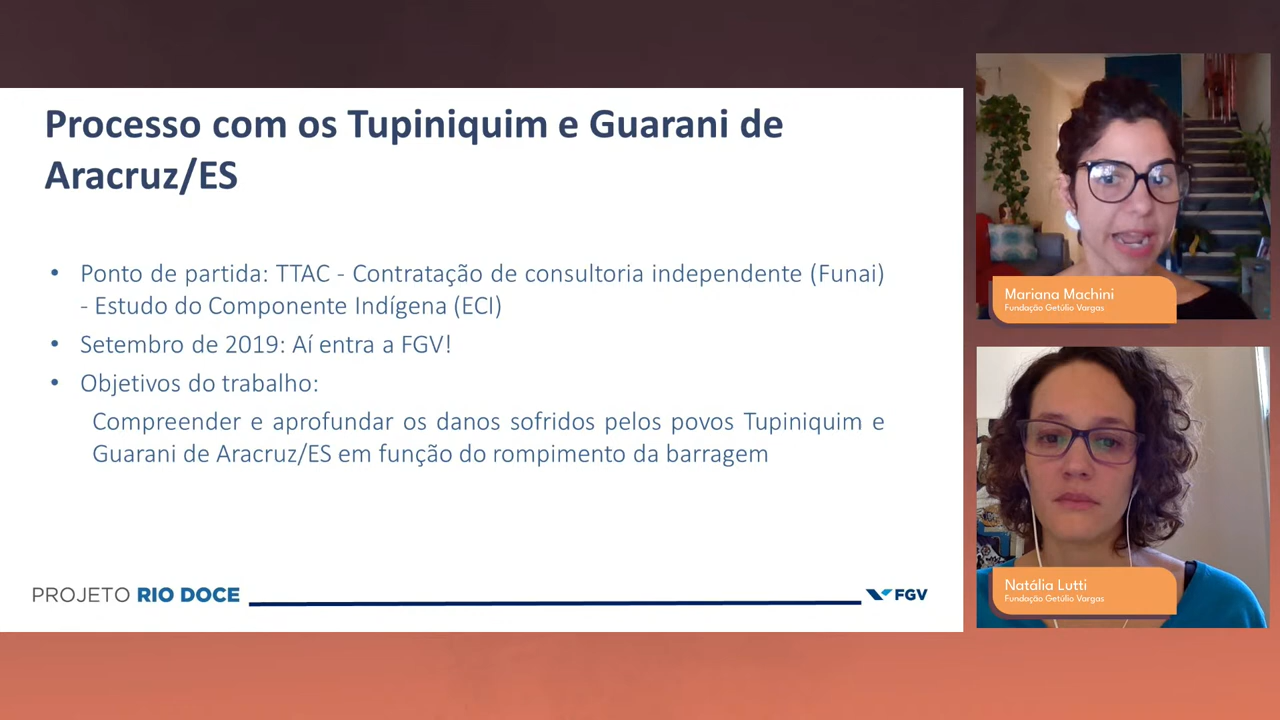 Processo com os Tupiniquim e Guarani de
Aracruz/ES
• Ponto de partida: TTAC - Contratação de consultoria independente (Funai)
- Estudo do Componente Indígena (ECI)
• Setembro de 2019: Aí entra a FGV!
• Objetivos do trabalho:
Compreender e aprofundar os danos sofridos pelos povos Tupiniquim e
Guarani de Aracruz/ES em função do rompimento da barragem
PROJETO RIO DOCE
FGV
Mariana Machini
Fundação Getúlio Vargas
Natália Lutti
Fundação Getúlio Vargas